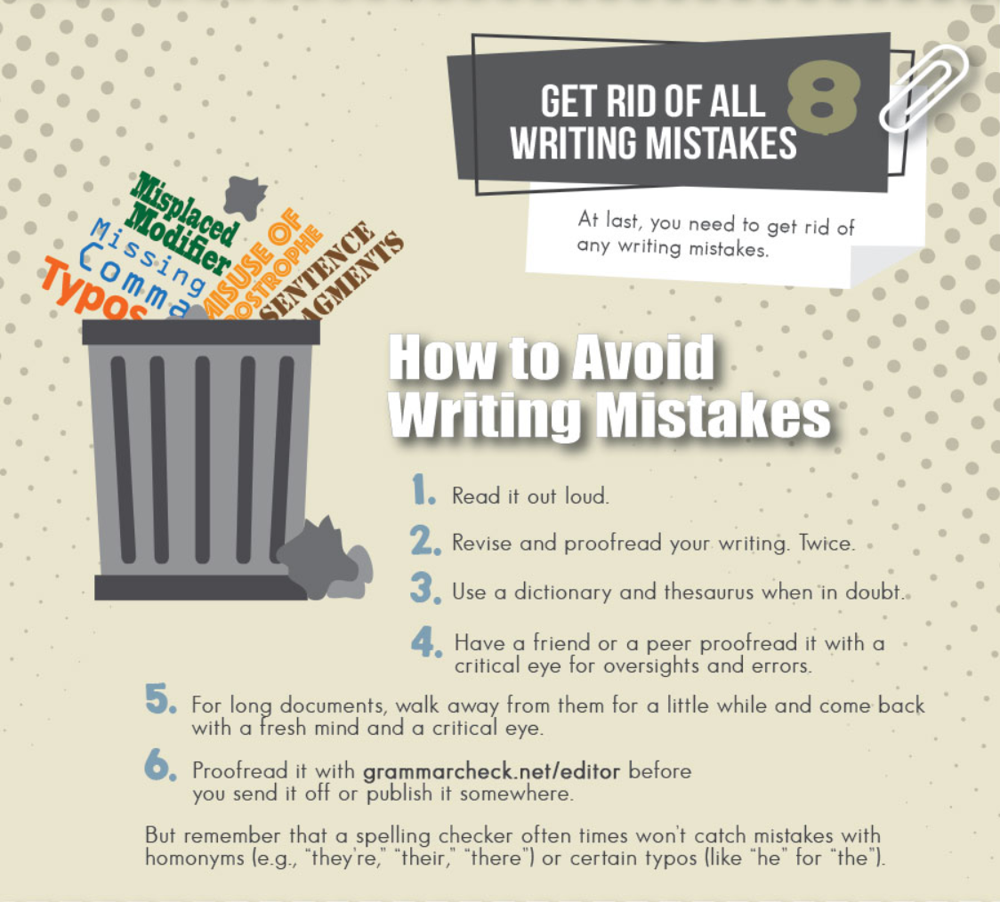 GET RID OF ALL
WRITING MISTAKES
8
At last, you need to get rid of
any writing mistakes.
Misplaced
Modifier
Missing
Comma
Typos
MISUSE OF
POSTROPHE
SENTENCE
AGMENTS
How to Avoid
Writing Mistakes
1. Read it out loud.
2. Revise and proofread your writing. Twice.
3. Use a dictionary and thesaurus when in doubt.
4. Have a friend or a peer proofread it with a
critical eye for oversights and errors.
5. For long documents, walk away from them for a little while and come back
with a fresh mind and a critical eye.
6. Proofread it with grammarcheck.net/editor before
you send it off or publish it somewhere.
But remember that a spelling checker often times won't catch mistakes with
homonyms (e.g., “they're,” “their,” “there”) or certain typos (like “he” for “the”).